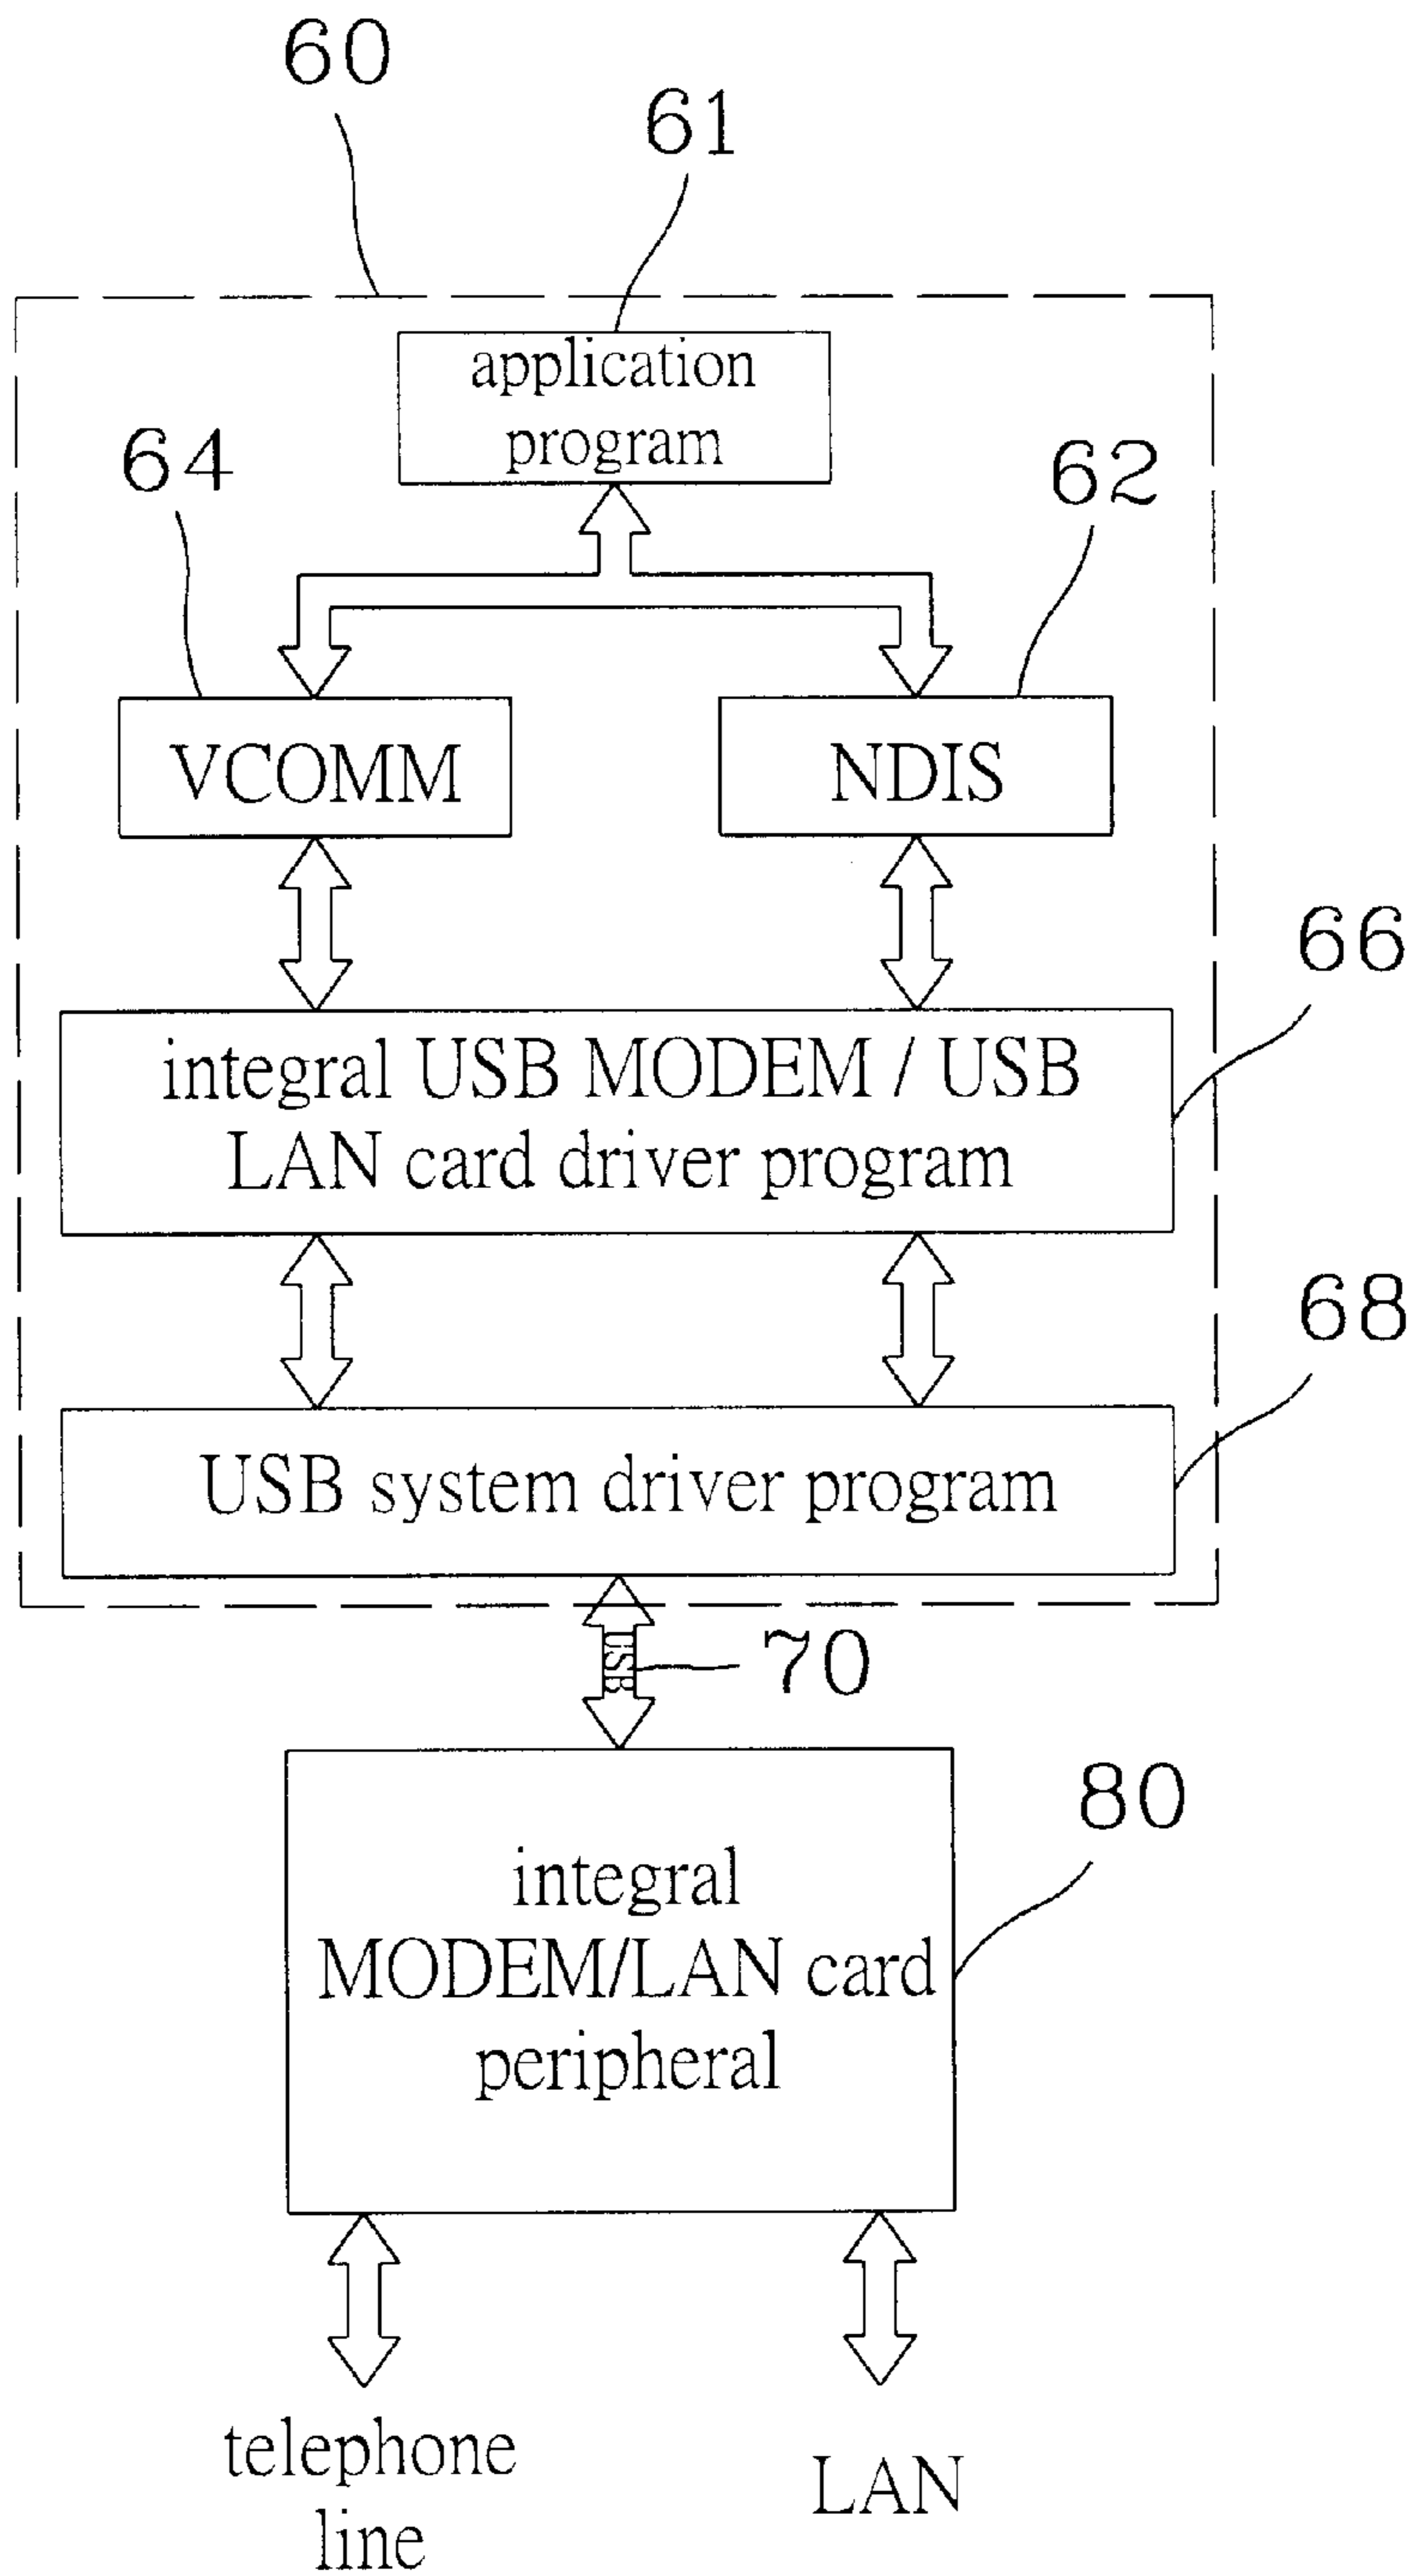 60
61
application
program
64
62
VCOMM
NDIS
66
integral USB MODEM / USB
LAN card driver program
68
USB system driver program
USB
70
80
integral
MODEM/LAN card
peripheral
telephone
line
LAN